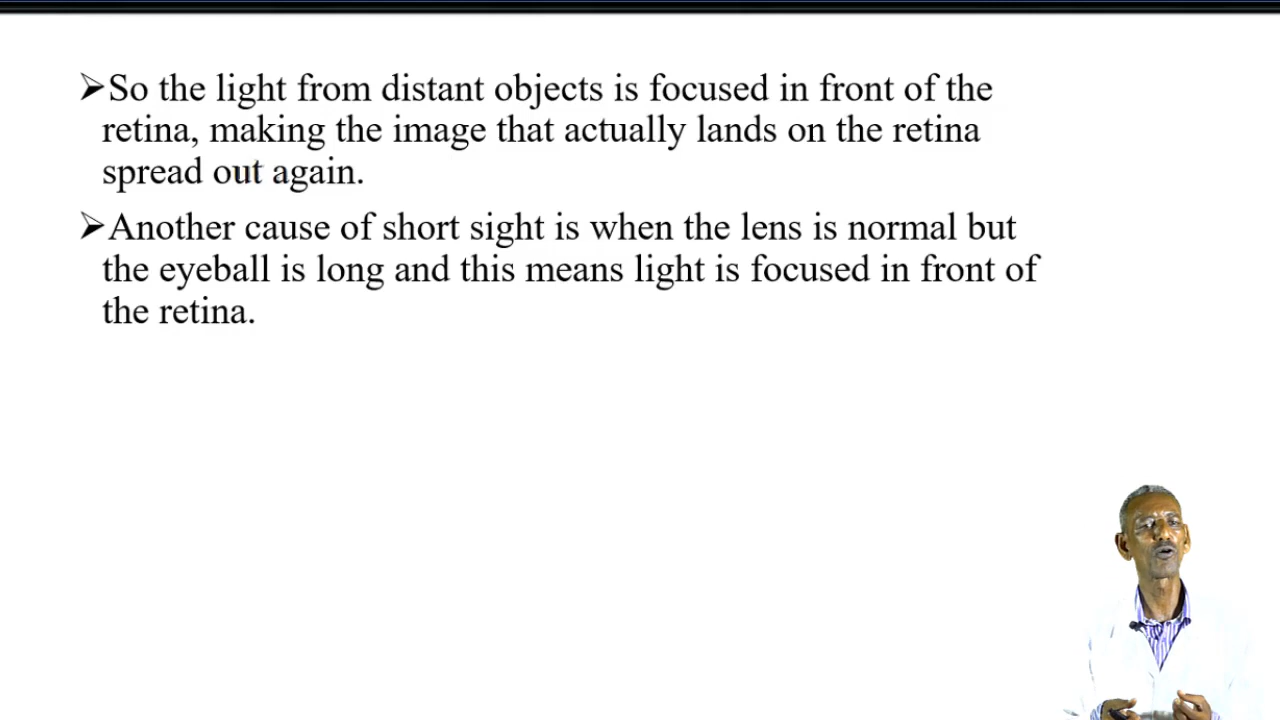 ➢So the light from distant objects is focused in front of the
retina, making the image that actually lands on the retina
spread out again.
➢Another cause of short sight is when the lens is normal but
the eyeball is long and this means light is focused in front of
the retina.